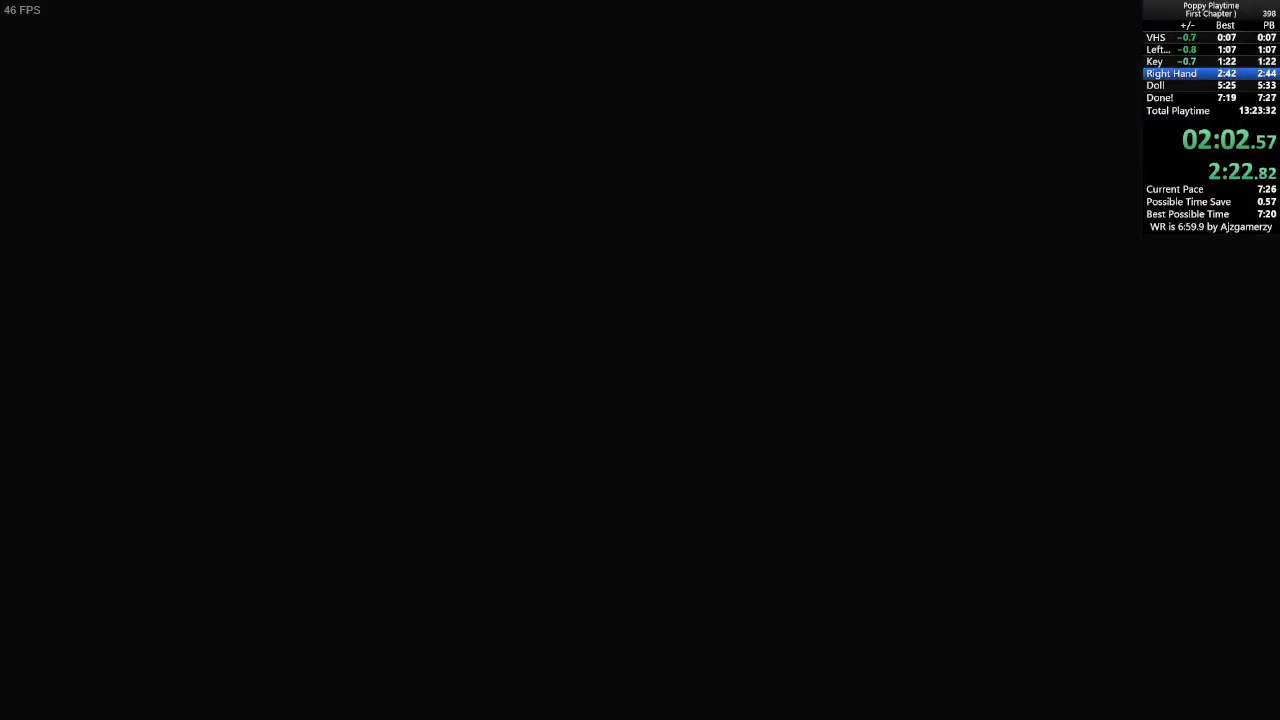 46 FPS
Poppy Playtime
First Chapter ) 398
+/- Best PB
VHS -0.7 0:07 0:07
Left... -0.8 1:07 1:07
Key -0.7 1:22 1:22
Right Hand 2:42 2:44
Doll 5:25 5:33
Done! 7:19 7:27
Total Playtime 13:23:32
02:02.57
2:22.82
Current Pace 7:26
Possible Time Save 0.57
Best Possible Time 7:20
WR is 6:59.9 by Ajzgamerzy